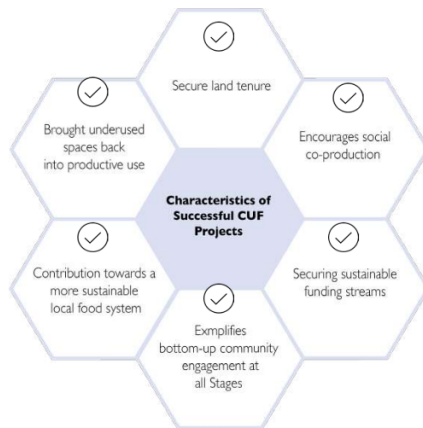 Secure land tenure
Encourages social
co-production
Securing sustainable
funding streams
Exmplifies
bottom-up community
engagement at
all Stages
Contribution towards a
more sustainable
local food system
Brought underused
spaces back
into productive use
Characteristics of
Successful CUF
Projects